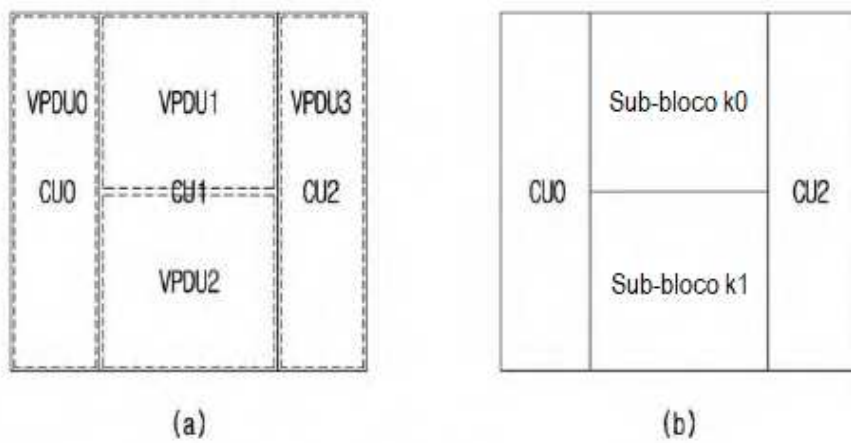 VPDU0
VPDU1
VPDU3
CU0
CU1
CU2
VPDU2
(a)
Sub-bloco k0
CU0
CU2
Sub-bloco k1
(b)